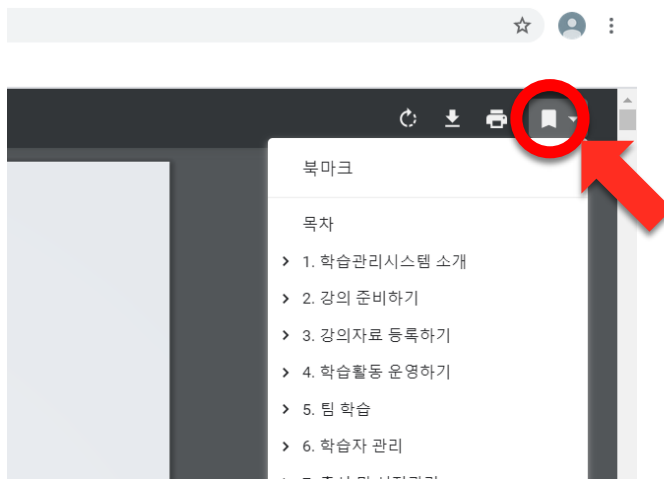 북마크
목차
1. 학습관리시스템 소개
2. 강의 준비하기
3. 강의자료 등록하기
4. 학습활동 운영하기
5. 팀 학습
6. 학습자 관리